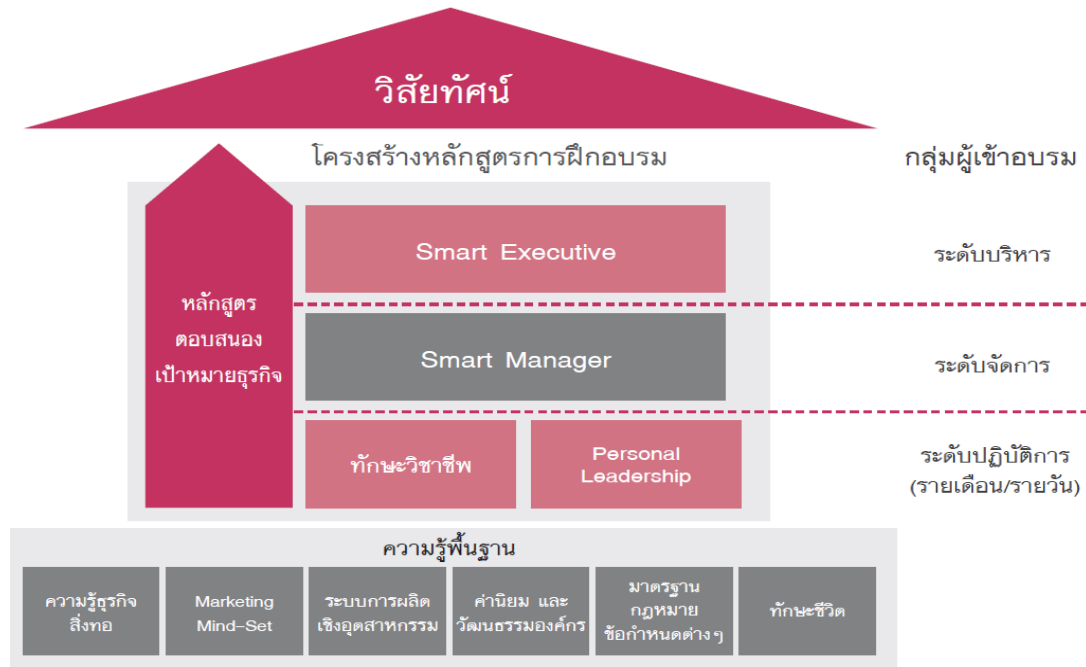 วิสัยทัศน์
โครงสร้างหลักสูตรการฝึกอบรม
กลุ่มผู้เข้าอบรม
หลักสูตร
ตอบสนอง
เป้าหมายธุรกิจ
Smart Executive
ระดับบริหาร
Smart Manager
ระดับจัดการ
ทักษะวิชาชีพ
Personal
Leadership
ระดับปฏิบัติการ
(รายเดือน/รายวัน)
ความรู้พื้นฐาน
ความรู้ธุรกิจ
สิ่งทอ
Marketing
Mind-Set
ระบบการผลิต
เชิงอุตสาหกรรม
ค่านิยม และ
วัฒนธรรมองค์กร
มาตรฐาน
กฎหมาย
ข้อกำหนดต่างๆ
ทักษะชีวิต